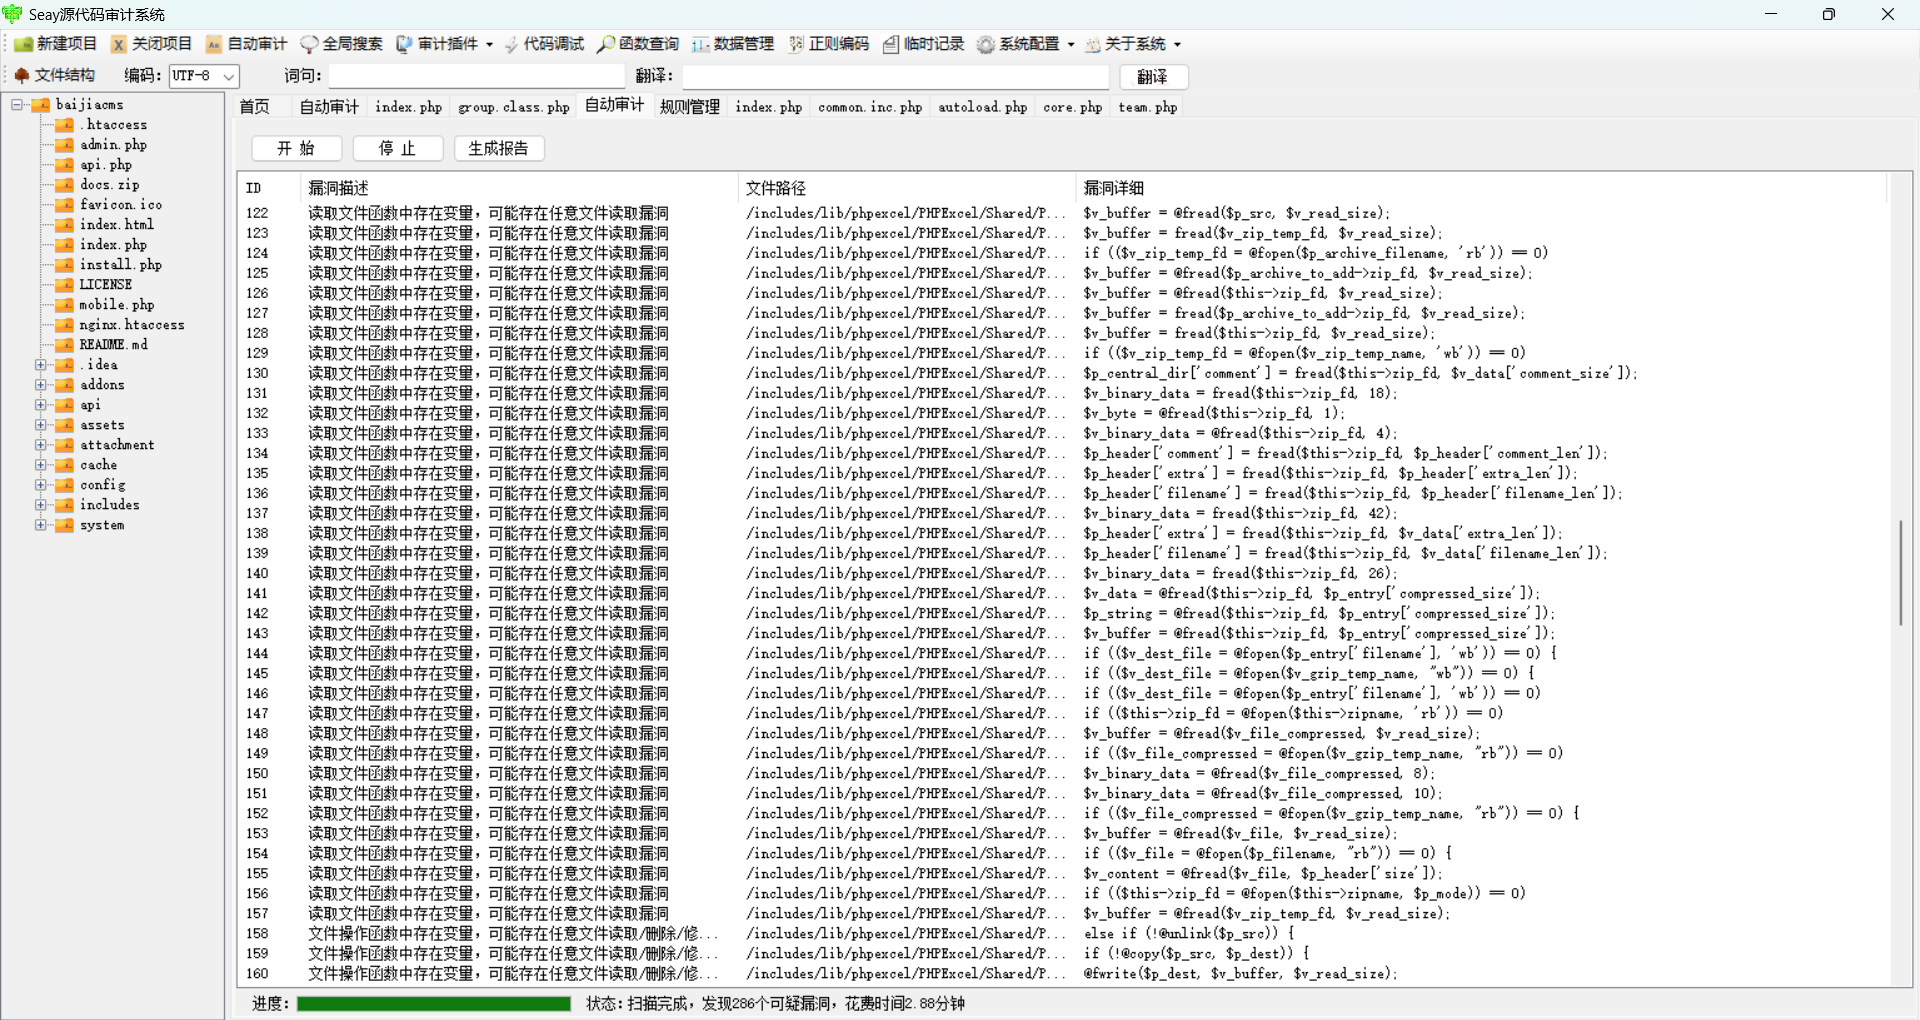 Seay源代码审计系统
新建项目 关闭项目 自动审计 全局搜索 审计插件 代码调试 函数查询 数据管理 正则编码 临时记录 系统配置 关于系统
文件结构 编码: UTF-8 词句: 翻译: 翻译
baijiacms
.htaccess
admin.php
api.php
docs.zip
favicon.ico
index.html
index.php
install.php
LICENSE
mobile.php
nginx.htaccess
README.md
.idea
addons
api
assets
attachment
cache
config
includes
system
首页 自动审计 index.php group.class.php 自动审计 规则管理 index.php common.inc.php autoload.php core.php team.php
开 始 停 止 生成报告
ID 漏洞描述 文件路径 漏洞详细
122 读取文件函数中存在变量，可能存在任意文件读取漏洞 /includes/lib/phpexcel/PHPExcel/Shared/P... $v_buffer = @fread($p_src, $v_read_size);
123 读取文件函数中存在变量，可能存在任意文件读取漏洞 /includes/lib/phpexcel/PHPExcel/Shared/P... $v_buffer = fread($v_zip_temp_fd, $v_read_size);
124 读取文件函数中存在变量，可能存在任意文件读取漏洞 /includes/lib/phpexcel/PHPExcel/Shared/P... if (($v_zip_temp_fd = @fopen($p_archive_filename, 'rb')) == 0)
125 读取文件函数中存在变量，可能存在任意文件读取漏洞 /includes/lib/phpexcel/PHPExcel/Shared/P... $v_buffer = @fread($p_archive_to_add->zip_fd, $v_read_size);
126 读取文件函数中存在变量，可能存在任意文件读取漏洞 /includes/lib/phpexcel/PHPExcel/Shared/P... $v_buffer = @fread($this->zip_fd, $v_read_size);
127 读取文件函数中存在变量，可能存在任意文件读取漏洞 /includes/lib/phpexcel/PHPExcel/Shared/P... $v_buffer = fread($p_archive_to_add->zip_fd, $v_read_size);
128 读取文件函数中存在变量，可能存在任意文件读取漏洞 /includes/lib/phpexcel/PHPExcel/Shared/P... $v_buffer = fread($this->zip_fd, $v_read_size);
129 读取文件函数中存在变量，可能存在任意文件读取漏洞 /includes/lib/phpexcel/PHPExcel/Shared/P... if (($v_zip_temp_fd = @fopen($v_zip_temp_name, 'wb')) == 0)
130 读取文件函数中存在变量，可能存在任意文件读取漏洞 /includes/lib/phpexcel/PHPExcel/Shared/P... $p_central_dir['comment'] = fread($this->zip_fd, $v_data['comment_size']);
131 读取文件函数中存在变量，可能存在任意文件读取漏洞 /includes/lib/phpexcel/PHPExcel/Shared/P... $v_binary_data = fread($this->zip_fd, 18);
132 读取文件函数中存在变量，可能存在任意文件读取漏洞 /includes/lib/phpexcel/PHPExcel/Shared/P... $v_byte = @fread($this->zip_fd, 1);
133 读取文件函数中存在变量，可能存在任意文件读取漏洞 /includes/lib/phpexcel/PHPExcel/Shared/P... $v_binary_data = @fread($this->zip_fd, 4);
134 读取文件函数中存在变量，可能存在任意文件读取漏洞 /includes/lib/phpexcel/PHPExcel/Shared/P... $p_header['comment'] = fread($this->zip_fd, $p_header['comment_len']);
135 读取文件函数中存在变量，可能存在任意文件读取漏洞 /includes/lib/phpexcel/PHPExcel/Shared/P... $p_header['extra'] = fread($this->zip_fd, $p_header['extra_len']);
136 读取文件函数中存在变量，可能存在任意文件读取漏洞 /includes/lib/phpexcel/PHPExcel/Shared/P... $p_header['filename'] = fread($this->zip_fd, $p_header['filename_len']);
137 读取文件函数中存在变量，可能存在任意文件读取漏洞 /includes/lib/phpexcel/PHPExcel/Shared/P... $v_binary_data = fread($this->zip_fd, 42);
138 读取文件函数中存在变量，可能存在任意文件读取漏洞 /includes/lib/phpexcel/PHPExcel/Shared/P... $p_header['extra'] = fread($this->zip_fd, $v_data['extra_len']);
139 读取文件函数中存在变量，可能存在任意文件读取漏洞 /includes/lib/phpexcel/PHPExcel/Shared/P... $p_header['filename'] = fread($this->zip_fd, $v_data['filename_len']);
140 读取文件函数中存在变量，可能存在任意文件读取漏洞 /includes/lib/phpexcel/PHPExcel/Shared/P... $v_binary_data = fread($this->zip_fd, 26);
141 读取文件函数中存在变量，可能存在任意文件读取漏洞 /includes/lib/phpexcel/PHPExcel/Shared/P... $v_data = @fread($this->zip_fd, $p_entry['compressed_size']);
142 读取文件函数中存在变量，可能存在任意文件读取漏洞 /includes/lib/phpexcel/PHPExcel/Shared/P... $p_string = @fread($this->zip_fd, $p_entry['compressed_size']);
143 读取文件函数中存在变量，可能存在任意文件读取漏洞 /includes/lib/phpexcel/PHPExcel/Shared/P... $v_buffer = @fread($this->zip_fd, $p_entry['compressed_size']);
144 读取文件函数中存在变量，可能存在任意文件读取漏洞 /includes/lib/phpexcel/PHPExcel/Shared/P... if (($v_dest_file = @fopen($p_entry['filename'], 'wb')) == 0) {
145 读取文件函数中存在变量，可能存在任意文件读取漏洞 /includes/lib/phpexcel/PHPExcel/Shared/P... if (($v_dest_file = @fopen($v_gzip_temp_name, "wb")) == 0) {
146 读取文件函数中存在变量，可能存在任意文件读取漏洞 /includes/lib/phpexcel/PHPExcel/Shared/P... if (($v_dest_file = @fopen($p_entry['filename'], 'wb')) == 0)
147 读取文件函数中存在变量，可能存在任意文件读取漏洞 /includes/lib/phpexcel/PHPExcel/Shared/P... if (($this->zip_fd = @fopen($this->zipname, 'rb')) == 0)
148 读取文件函数中存在变量，可能存在任意文件读取漏洞 /includes/lib/phpexcel/PHPExcel/Shared/P... $v_buffer = @fread($v_file_compressed, $v_read_size);
149 读取文件函数中存在变量，可能存在任意文件读取漏洞 /includes/lib/phpexcel/PHPExcel/Shared/P... if (($v_file_compressed = @fopen($v_gzip_temp_name, "rb")) == 0)
150 读取文件函数中存在变量，可能存在任意文件读取漏洞 /includes/lib/phpexcel/PHPExcel/Shared/P... $v_binary_data = @fread($v_file_compressed, 8);
151 读取文件函数中存在变量，可能存在任意文件读取漏洞 /includes/lib/phpexcel/PHPExcel/Shared/P... $v_binary_data = @fread($v_file_compressed, 10);
152 读取文件函数中存在变量，可能存在任意文件读取漏洞 /includes/lib/phpexcel/PHPExcel/Shared/P... if (($v_file_compressed = @fopen($v_gzip_temp_name, "rb")) == 0) {
153 读取文件函数中存在变量，可能存在任意文件读取漏洞 /includes/lib/phpexcel/PHPExcel/Shared/P... $v_buffer = @fread($v_file, $v_read_size);
154 读取文件函数中存在变量，可能存在任意文件读取漏洞 /includes/lib/phpexcel/PHPExcel/Shared/P... if (($v_file = @fopen($p_filename, "rb")) == 0) {
155 读取文件函数中存在变量，可能存在任意文件读取漏洞 /includes/lib/phpexcel/PHPExcel/Shared/P... $v_content = @fread($v_file, $p_header['size']);
156 读取文件函数中存在变量，可能存在任意文件读取漏洞 /includes/lib/phpexcel/PHPExcel/Shared/P... if (($this->zip_fd = @fopen($this->zipname, $p_mode)) == 0)
157 读取文件函数中存在变量，可能存在任意文件读取漏洞 /includes/lib/phpexcel/PHPExcel/Shared/P... $v_buffer = @fread($v_zip_temp_fd, $v_read_size);
158 文件操作函数中存在变量，可能存在任意文件读取/删除/修... /includes/lib/phpexcel/PHPExcel/Shared/P... else if (!@unlink($p_src)) {
159 文件操作函数中存在变量，可能存在任意文件读取/删除/修... /includes/lib/phpexcel/PHPExcel/Shared/P... if (!@copy($p_src, $p_dest)) {
160 文件操作函数中存在变量，可能存在任意文件读取/删除/修... /includes/lib/phpexcel/PHPExcel/Shared/P... @fwrite($p_dest, $v_buffer, $v_read_size);
进度: 状态:扫描完成，发现286个可疑漏洞，花费时间2.88分钟